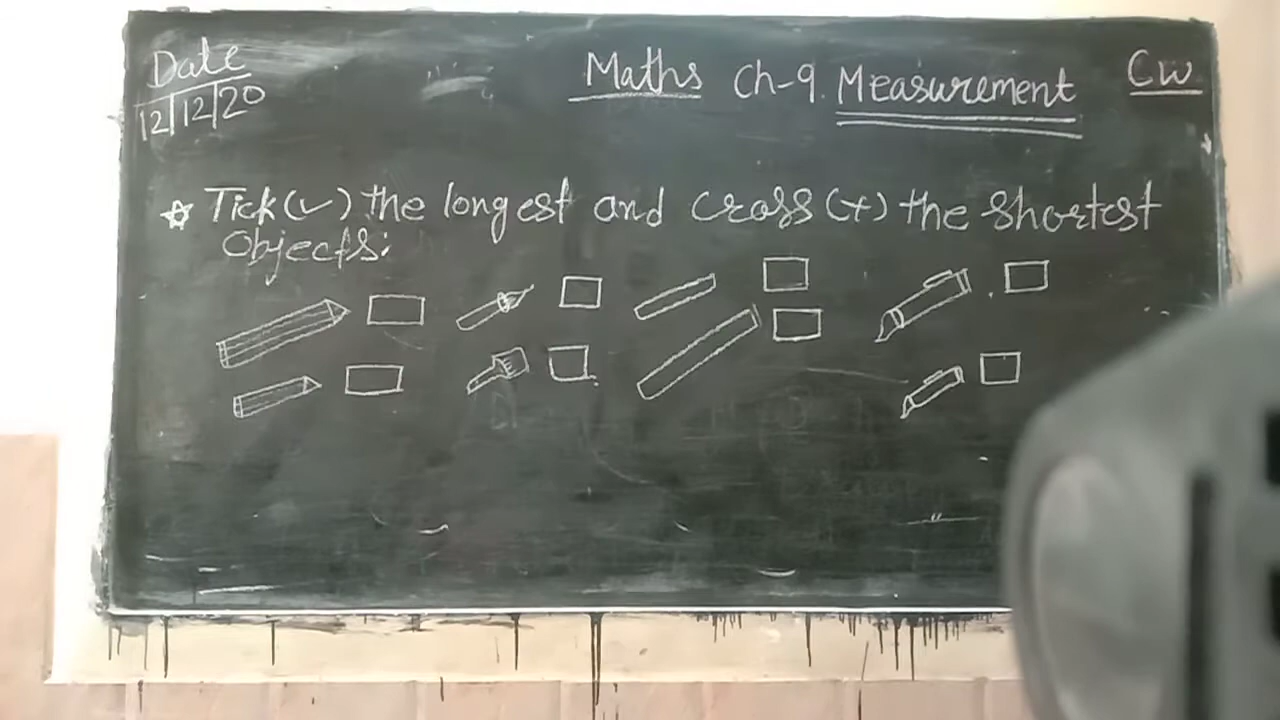 Date
12/12/20
Maths Ch-9 Measurement
CW
☆ Tick(✓) the longest and cross(×) the shortest
Objects: